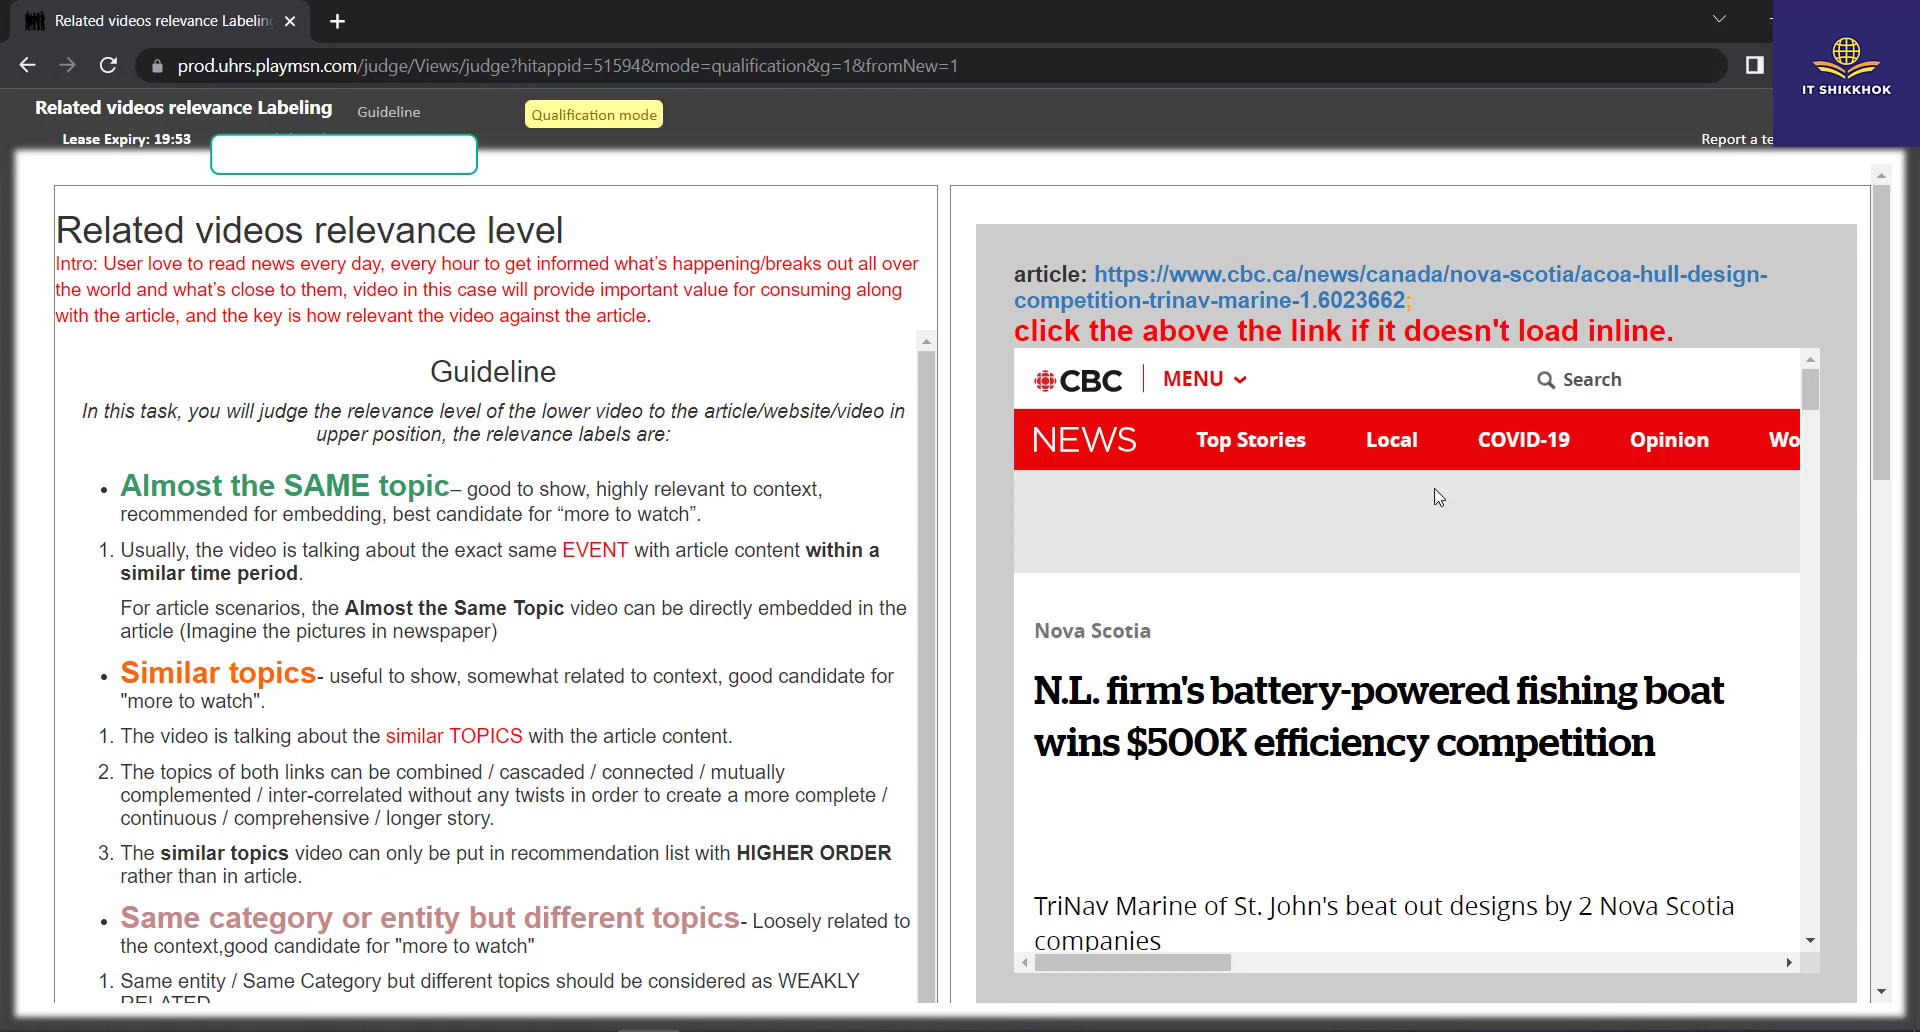 Related videos relevance Labeling
prod.uhrs.playmsn.com/judge/Views/judge?hitappid=51594&mode=qualification&g=1&fromNew=1
IT SHIKKHOK
Related videos relevance Labeling
Guideline
Qualification mode
Lease Expiry: 19:53
Report a te
Related videos relevance level
Intro: User love to read news every day, every hour to get informed what's happening/breaks out all over
the world and what's close to them, video in this case will provide important value for consuming along
with the article, and the key is how relevant the video against the article.
Guideline
In this task, you will judge the relevance level of the lower video to the article/website/video in
upper position, the relevance labels are:
• Almost the SAME topic– good to show, highly relevant to context,
recommended for embedding, best candidate for “more to watch”.
1. Usually, the video is talking about the exact same EVENT with article content within a
similar time period.
For article scenarios, the Almost the Same Topic video can be directly embedded in the
article (Imagine the pictures in newspaper)
• Similar topics- useful to show, somewhat related to context, good candidate for
"more to watch".
1. The video is talking about the similar TOPICS with the article content.
2. The topics of both links can be combined / cascaded / connected / mutually
complemented / inter-correlated without any twists in order to create a more complete /
continuous / comprehensive / longer story.
3. The similar topics video can only be put in recommendation list with HIGHER ORDER
rather than in article.
• Same category or entity but different topics- Loosely related to
the context,good candidate for "more to watch"
1. Same entity / Same Category but different topics should be considered as WEAKLY
RELATED
article: https://www.cbc.ca/news/canada/nova-scotia/acoa-hull-design-
competition-trinav-marine-1.6023662;
click the above the link if it doesn't load inline.
CBC
MENU
Search
NEWS
Top Stories
Local
COVID-19
Opinion
Wo
Nova Scotia
N.L. firm's battery-powered fishing boat
wins $500K efficiency competition
TriNav Marine of St. John's beat out designs by 2 Nova Scotia
companies